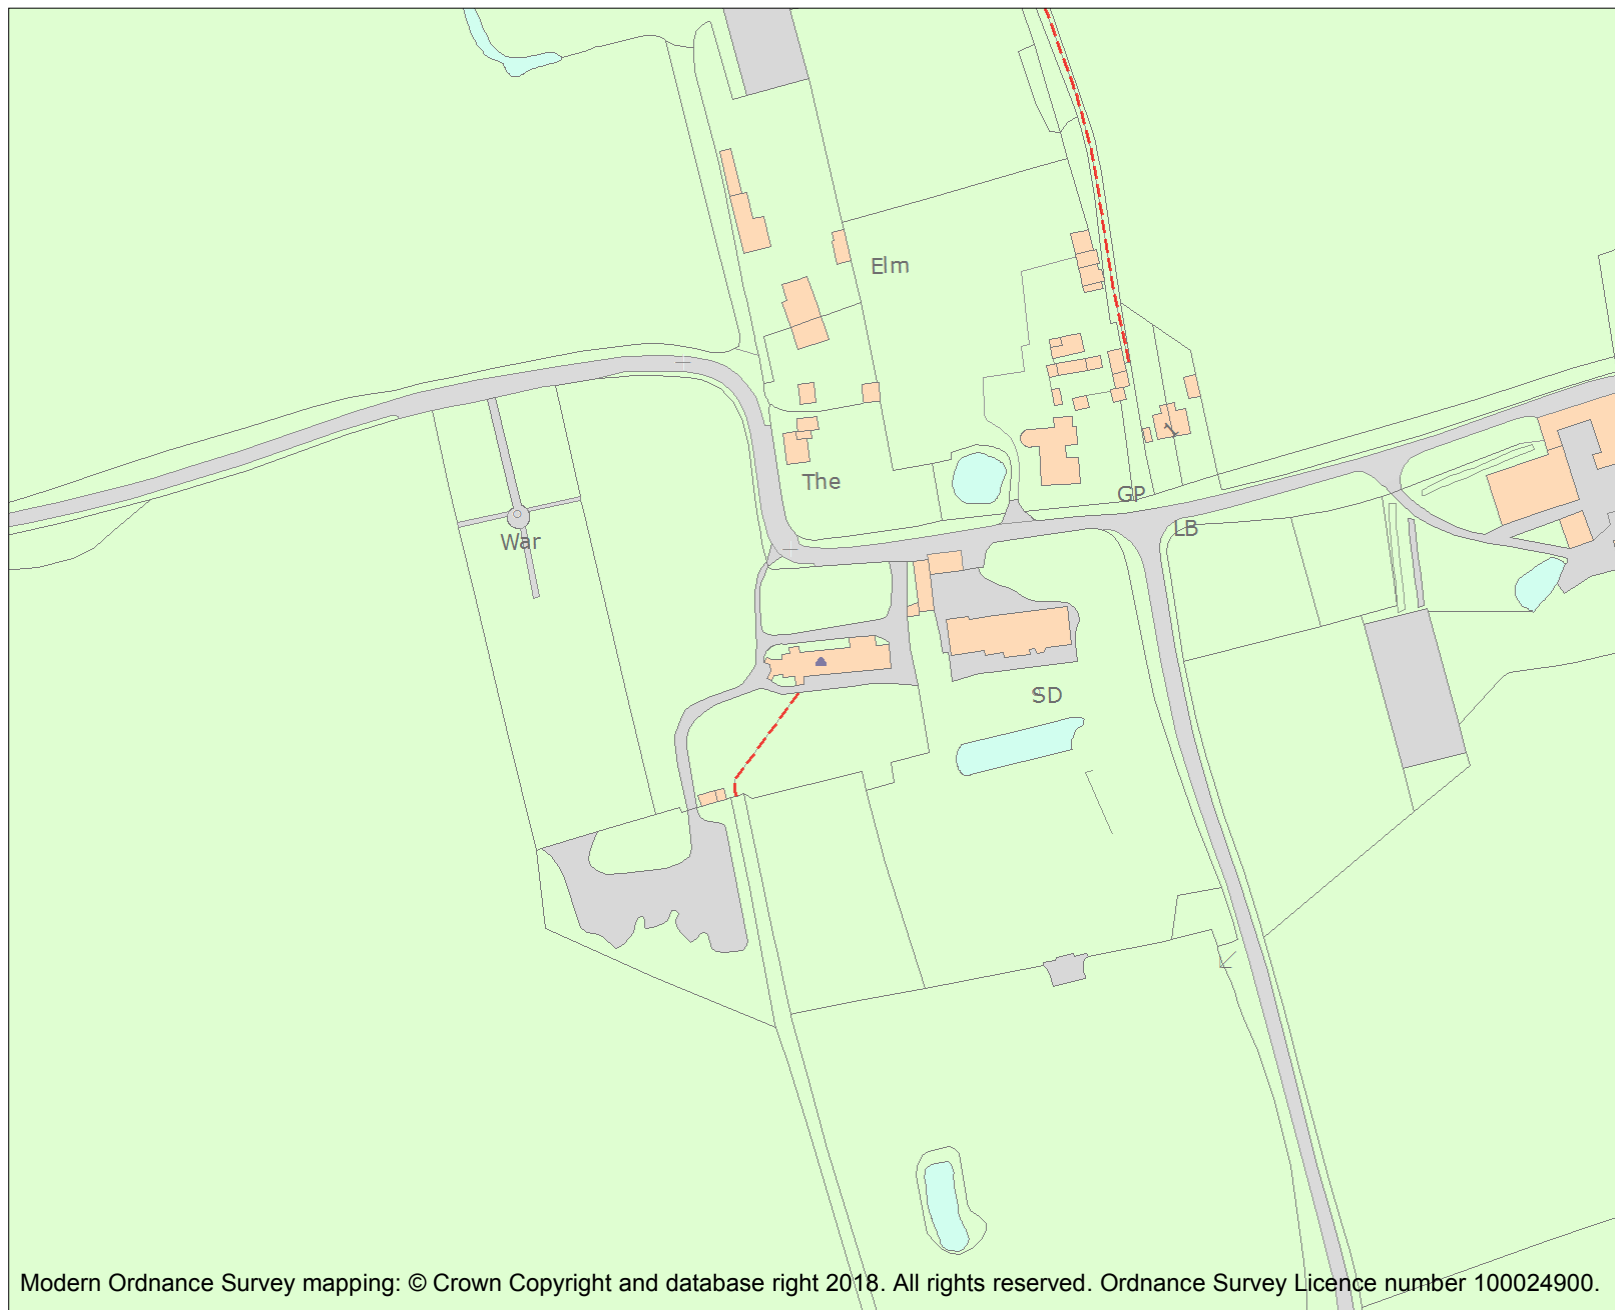 Elm
The
GP
LB
War
1
SD
Modern Ordnance Survey mapping: © Crown Copyright and database right 2018. All rights reserved. Ordnance Survey Licence number 100024900.